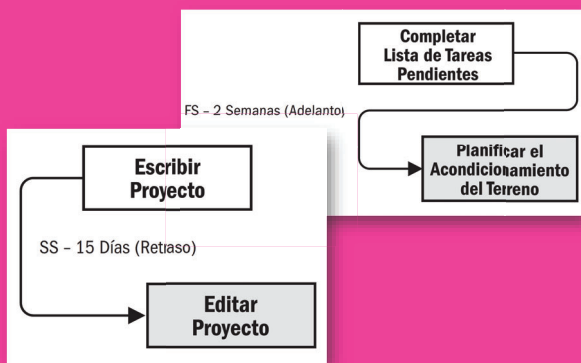 Completar
Lista de Tareas
Pendientes
FS – 2 Semanas (Adelanto)
Planificar el
Acondicionamiento
del Terreno
Escribir
Proyecto
SS – 15 Días (Retraso)
Editar
Proyecto